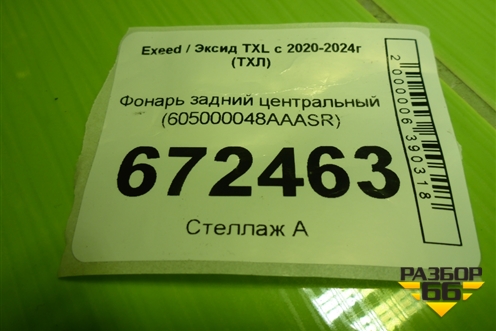 Exeed / Эксид TXL с 2020-2024г
(ТХЛ)
Фонарь задний центральный
(605000048AAASR)
672463
Стеллаж А
2000006390318
РАЗБОР
66